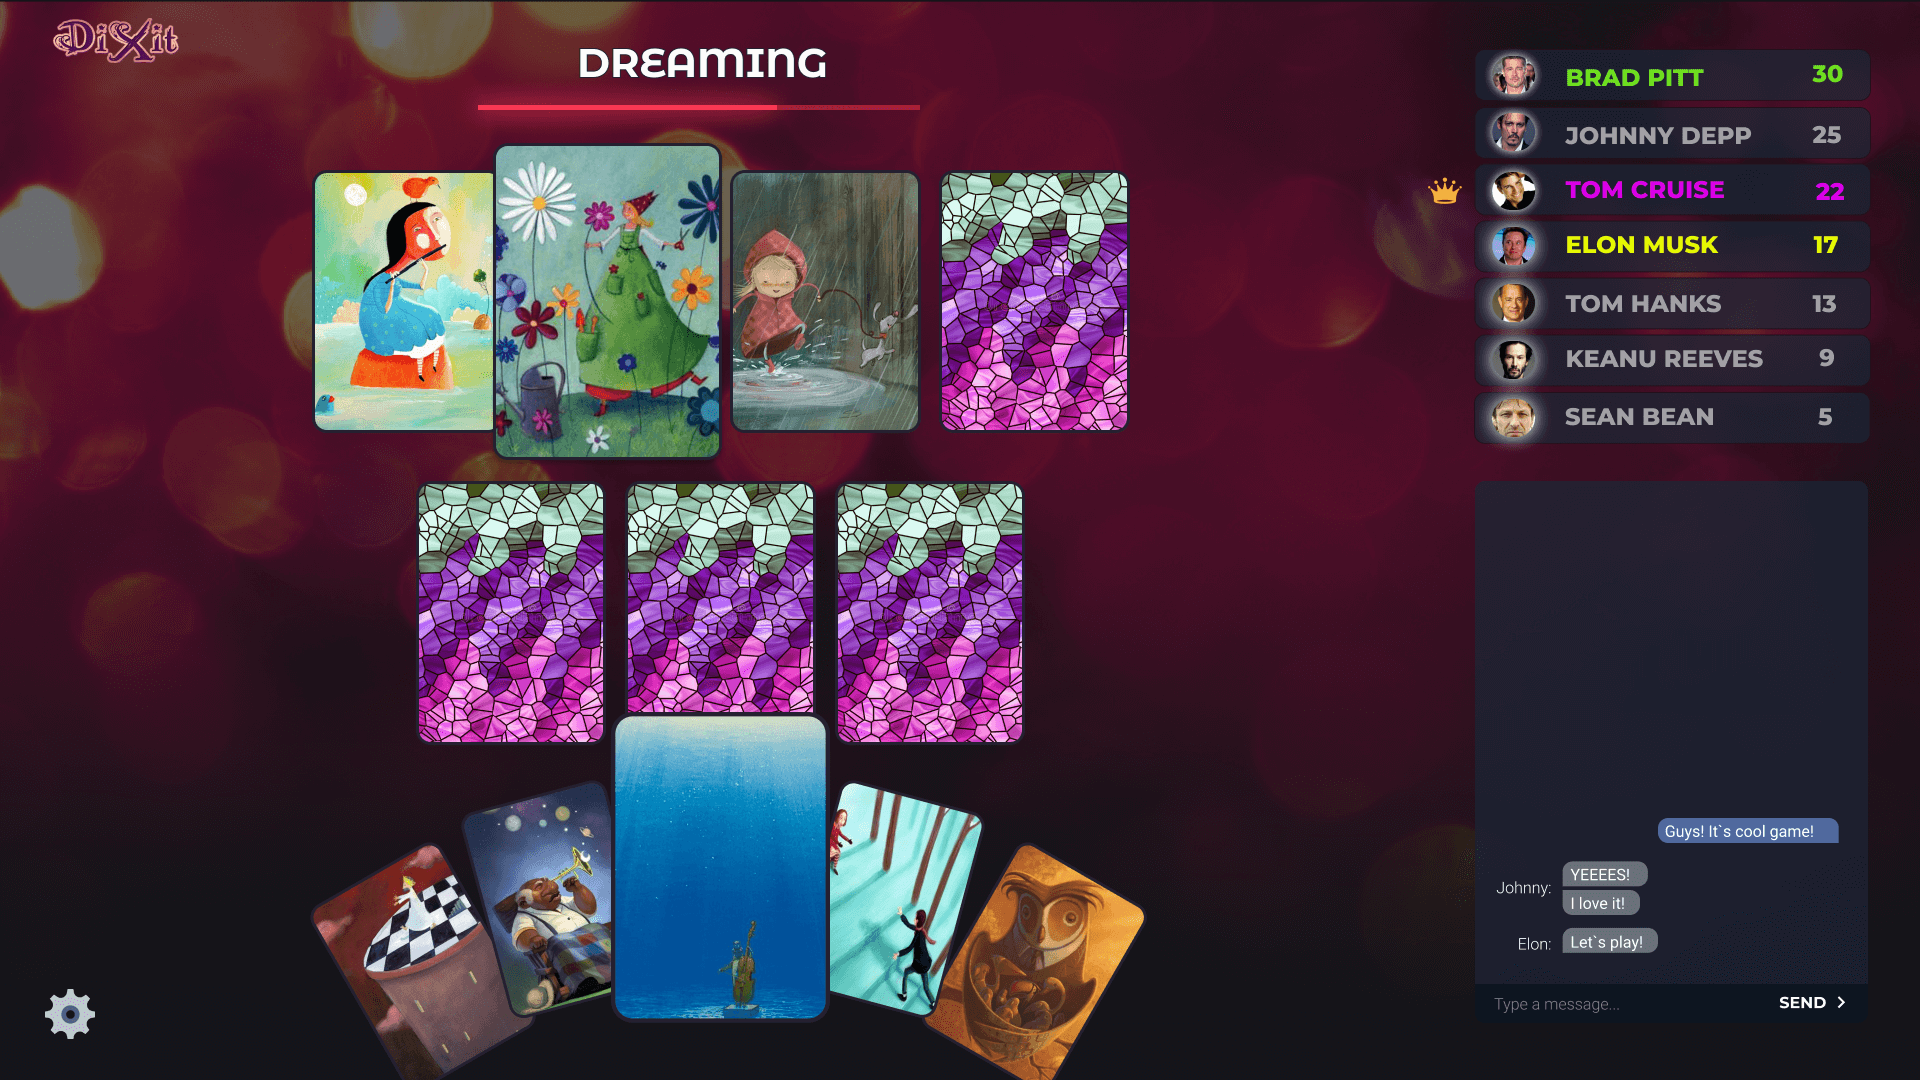 DiXit
DREAMING
BRAD PITT 30
JOHNNY DEPP 25
TOM CRUISE 22
ELON MUSK 17
TOM HANKS 13
KEANU REEVES 9
SEAN BEAN 5
Guys! It`s cool game!
Johnny: YEEEES!
I love it!
Elon: Let`s play!
Type a message...
SEND